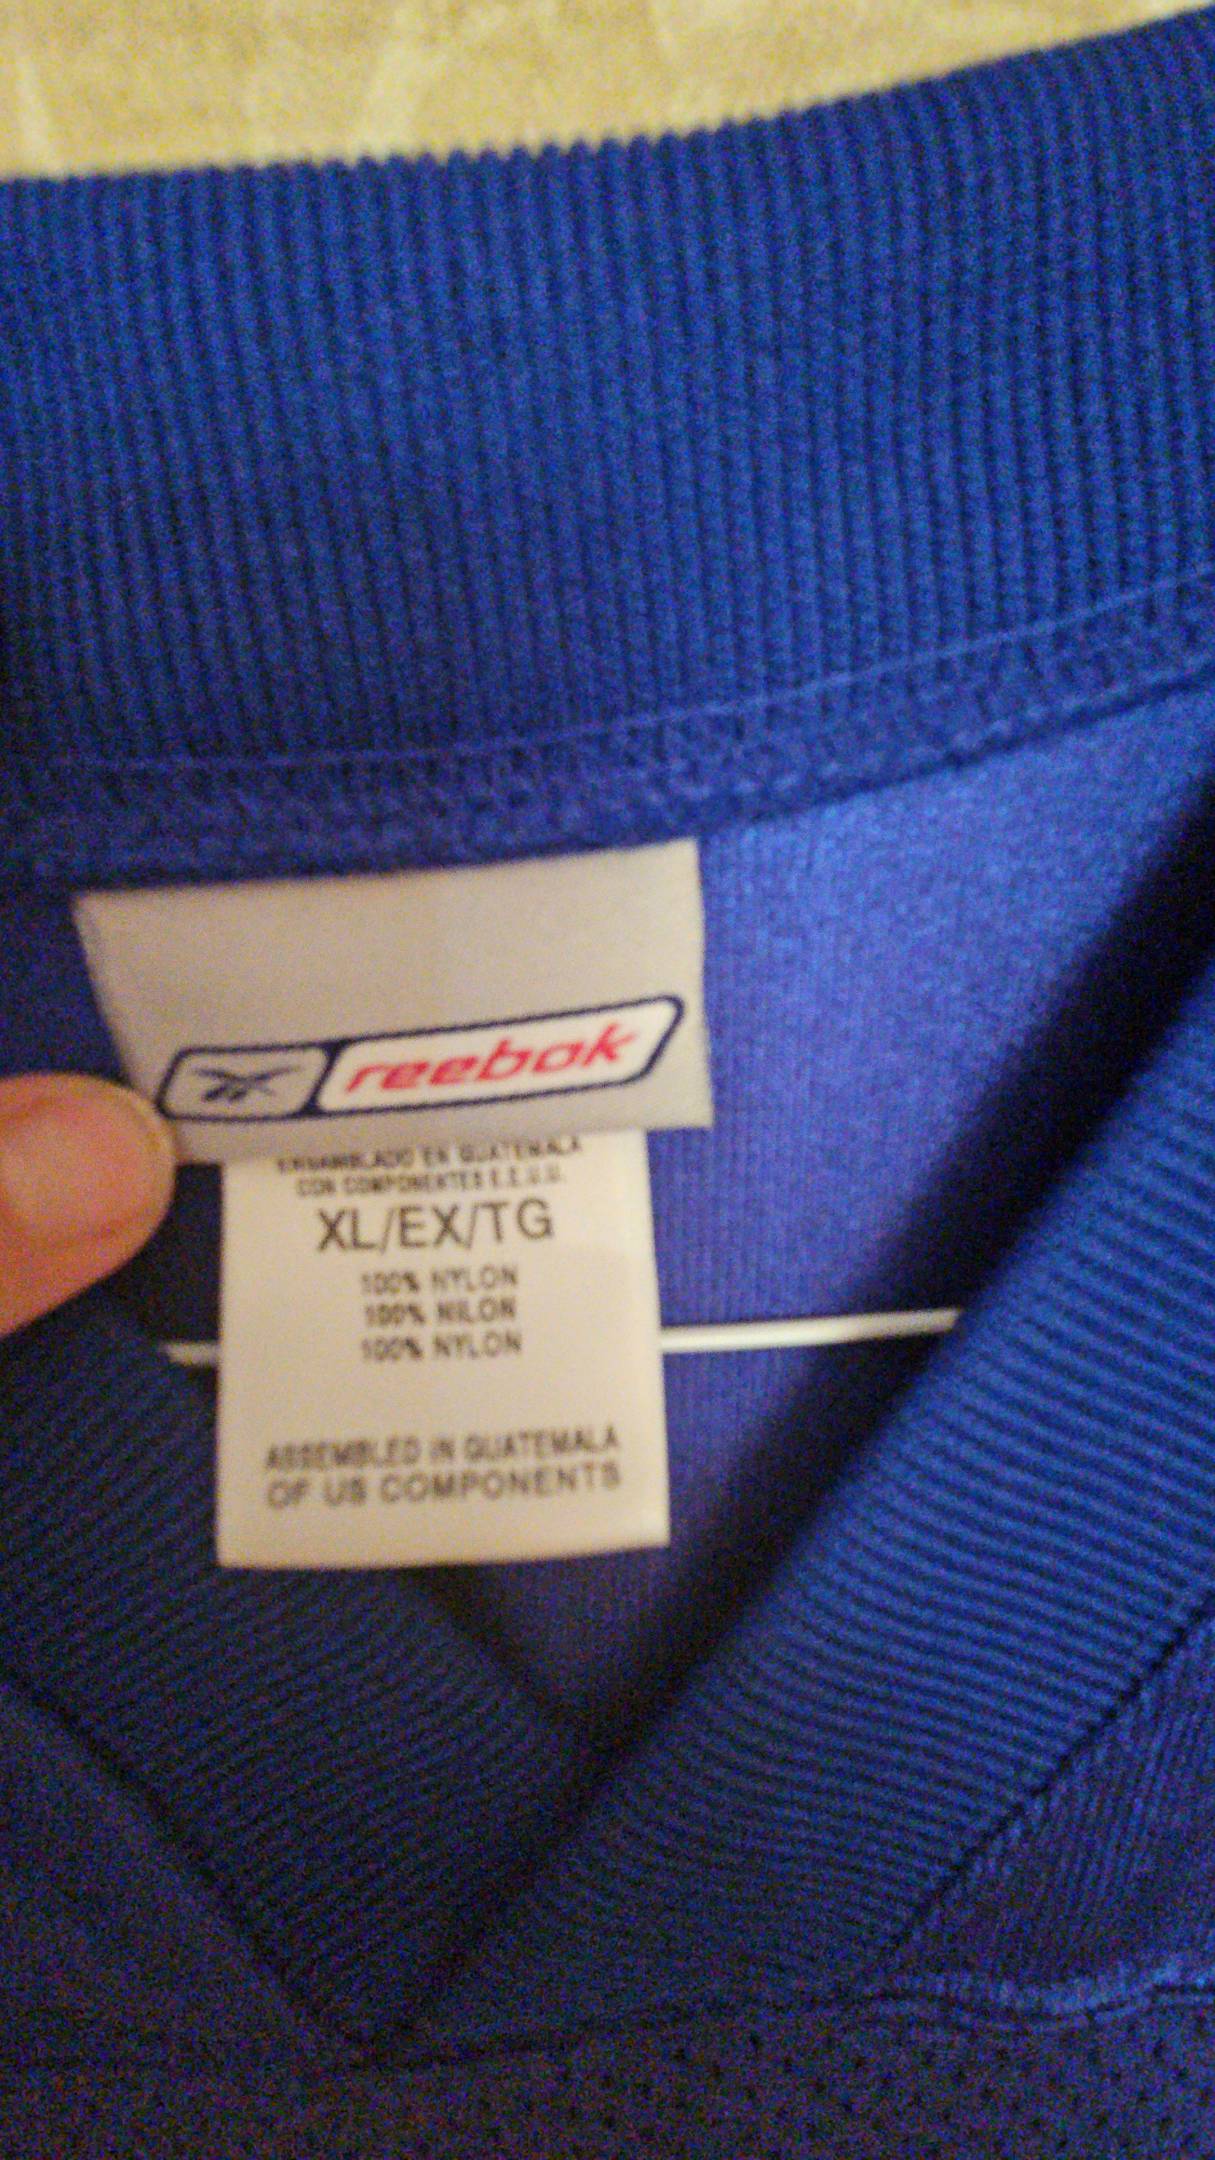 reebok
ENSAMBLADO EN GUATEMALA
CON COMPONENTES E.E.U.U.
XL/EX/TG
100% NYLON
100% NILON
100% NYLON
ASSEMBLED IN GUATEMALA
OF US COMPONENTS